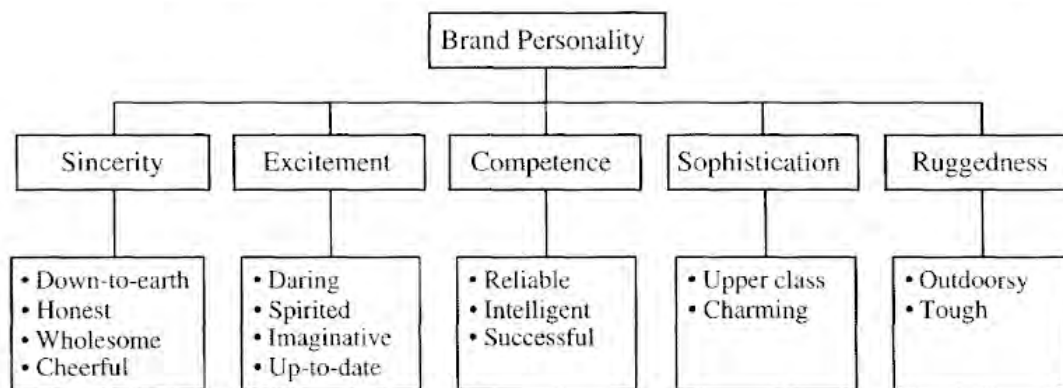 Brand Personality
Sincerity
Excitement
Competence
Sophistication
Ruggedness
• Down-to-earth
• Honest
• Wholesome
• Cheerful
• Daring
• Spirited
• Imaginative
• Up-to-date
• Reliable
• Intelligent
• Successful
• Upper class
• Charming
• Outdoorsy
• Tough